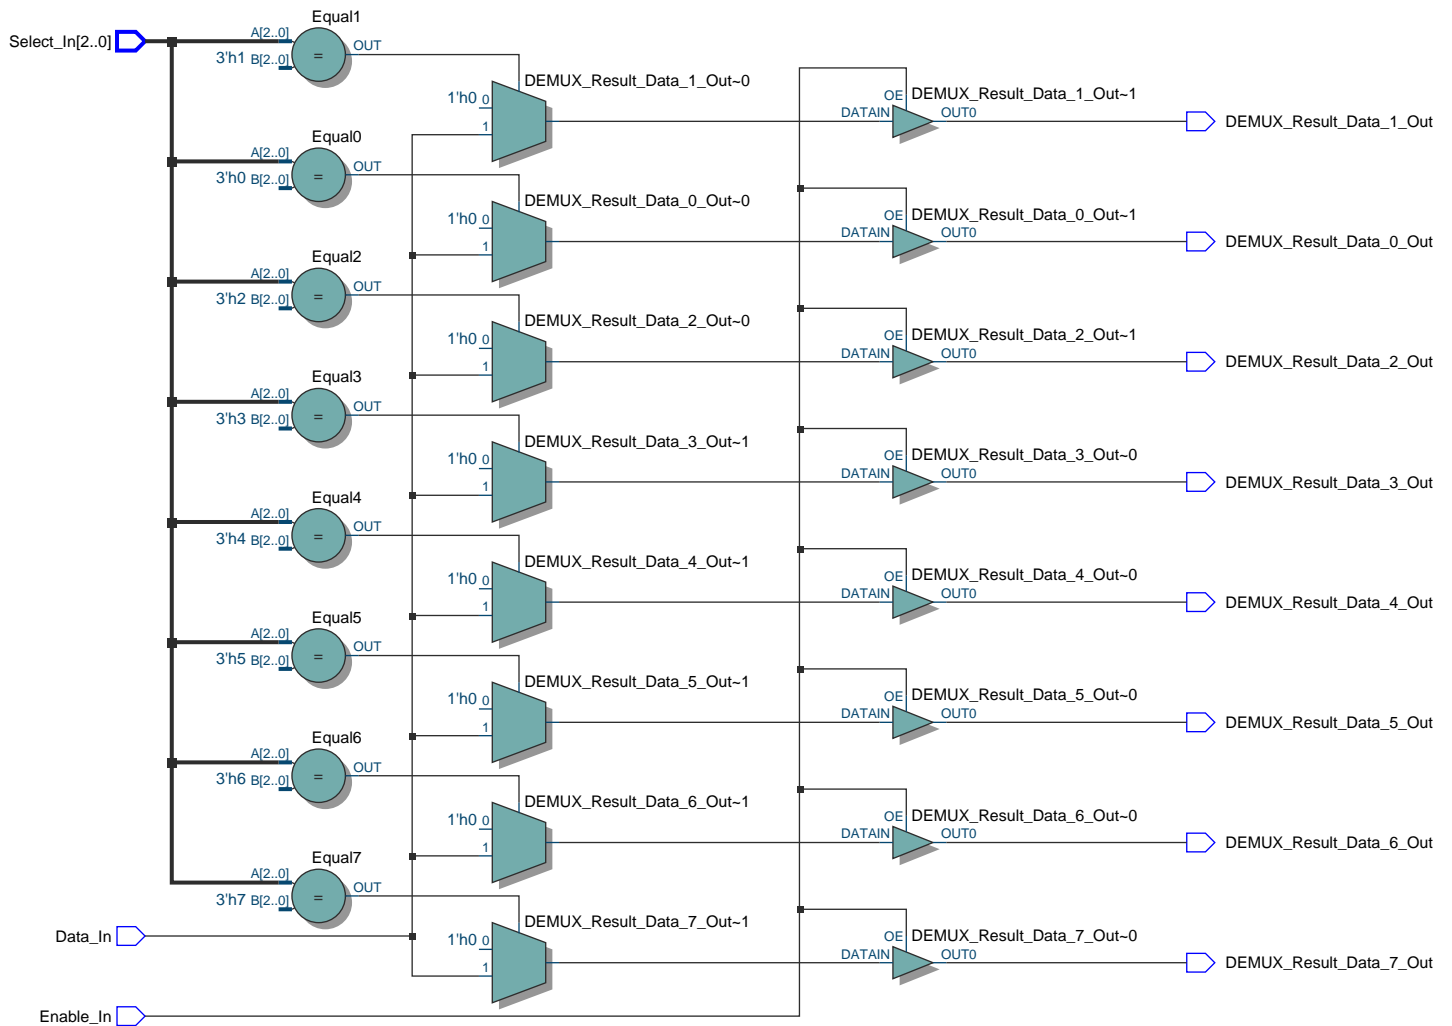 Select_In[2..0]
Equal1
A[2..0]
3'h1 B[2..0]
=
OUT
1'h0 0
1
DEMUX_Result_Data_1_Out~0
OE
DEMUX_Result_Data_1_Out~1
DATAIN
OUT0
DEMUX_Result_Data_1_Out
Equal0
A[2..0]
3'h0 B[2..0]
=
OUT
1'h0 0
1
DEMUX_Result_Data_0_Out~0
OE
DEMUX_Result_Data_0_Out~1
DATAIN
OUT0
DEMUX_Result_Data_0_Out
Equal2
A[2..0]
3'h2 B[2..0]
=
OUT
1'h0 0
1
DEMUX_Result_Data_2_Out~0
OE
DEMUX_Result_Data_2_Out~1
DATAIN
OUT0
DEMUX_Result_Data_2_Out
Equal3
A[2..0]
3'h3 B[2..0]
=
OUT
1'h0 0
1
DEMUX_Result_Data_3_Out~1
OE
DEMUX_Result_Data_3_Out~0
DATAIN
OUT0
DEMUX_Result_Data_3_Out
Equal4
A[2..0]
3'h4 B[2..0]
=
OUT
1'h0 0
1
DEMUX_Result_Data_4_Out~1
OE
DEMUX_Result_Data_4_Out~0
DATAIN
OUT0
DEMUX_Result_Data_4_Out
Equal5
A[2..0]
3'h5 B[2..0]
=
OUT
1'h0 0
1
DEMUX_Result_Data_5_Out~1
OE
DEMUX_Result_Data_5_Out~0
DATAIN
OUT0
DEMUX_Result_Data_5_Out
Equal6
A[2..0]
3'h6 B[2..0]
=
OUT
1'h0 0
1
DEMUX_Result_Data_6_Out~1
OE
DEMUX_Result_Data_6_Out~0
DATAIN
OUT0
DEMUX_Result_Data_6_Out
Equal7
A[2..0]
3'h7 B[2..0]
=
OUT
1'h0 0
1
DEMUX_Result_Data_7_Out~1
OE
DEMUX_Result_Data_7_Out~0
DATAIN
OUT0
DEMUX_Result_Data_7_Out
Data_In
Enable_In